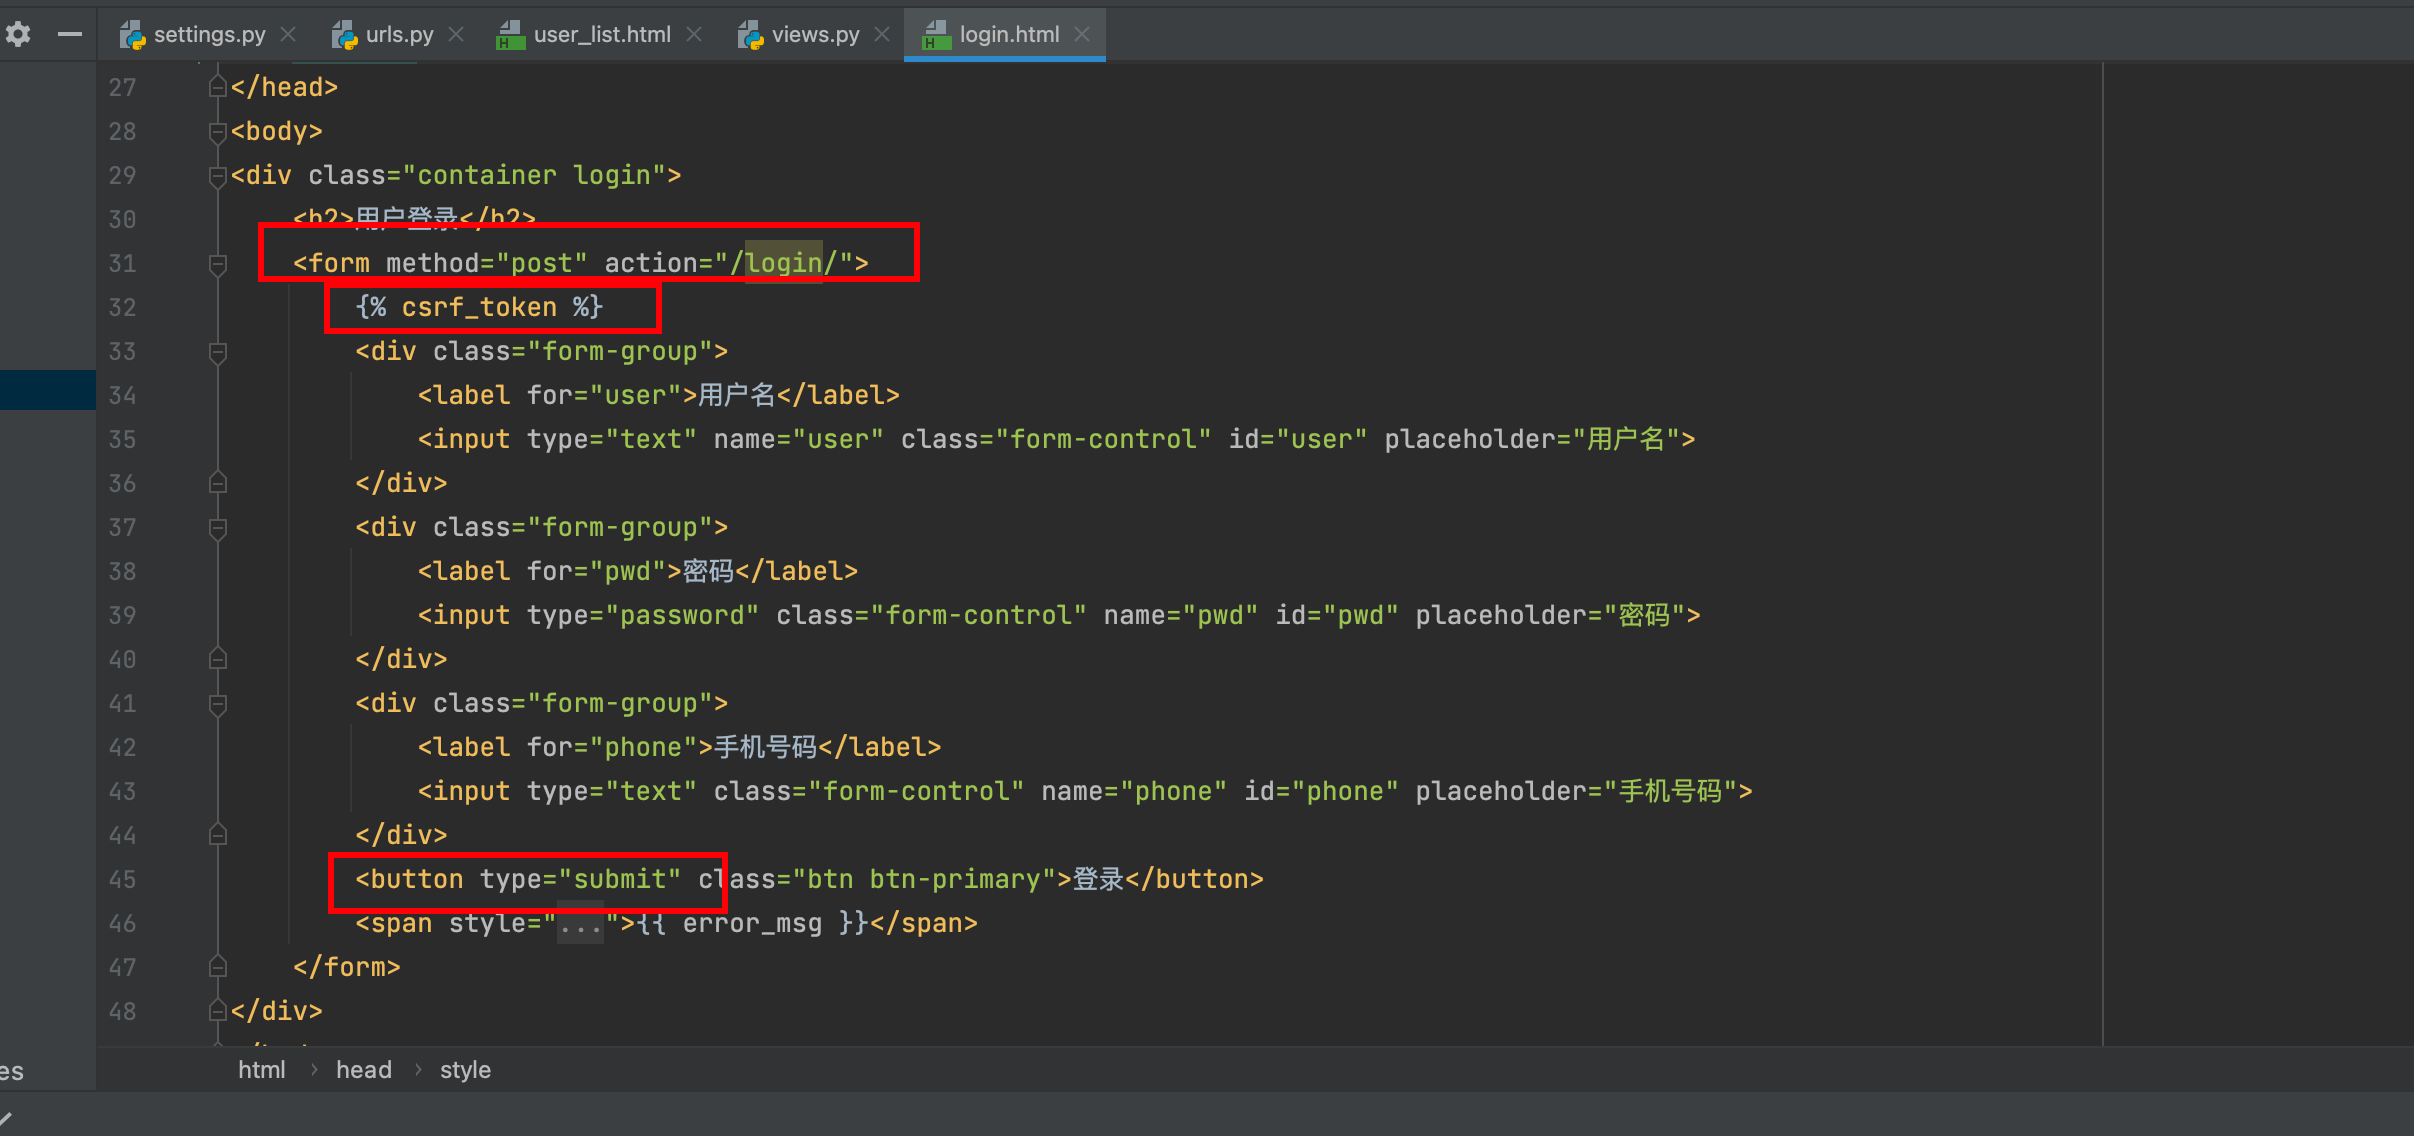 settings.py urls.py user_list.html views.py login.html
27 </head>
28 <body>
29 <div class="container login">
30 <h2>用户登录</h2>
31 <form method="post" action="/login/">
32 {% csrf_token %}
33 <div class="form-group">
34 <label for="user">用户名</label>
35 <input type="text" name="user" class="form-control" id="user" placeholder="用户名">
36 </div>
37 <div class="form-group">
38 <label for="pwd">密码</label>
39 <input type="password" class="form-control" name="pwd" id="pwd" placeholder="密码">
40 </div>
41 <div class="form-group">
42 <label for="phone">手机号码</label>
43 <input type="text" class="form-control" name="phone" id="phone" placeholder="手机号码">
44 </div>
45 <button type="submit" class="btn btn-primary">登录</button>
46 <span style="...">{{ error_msg }}</span>
47 </form>
48 </div>
es html head style